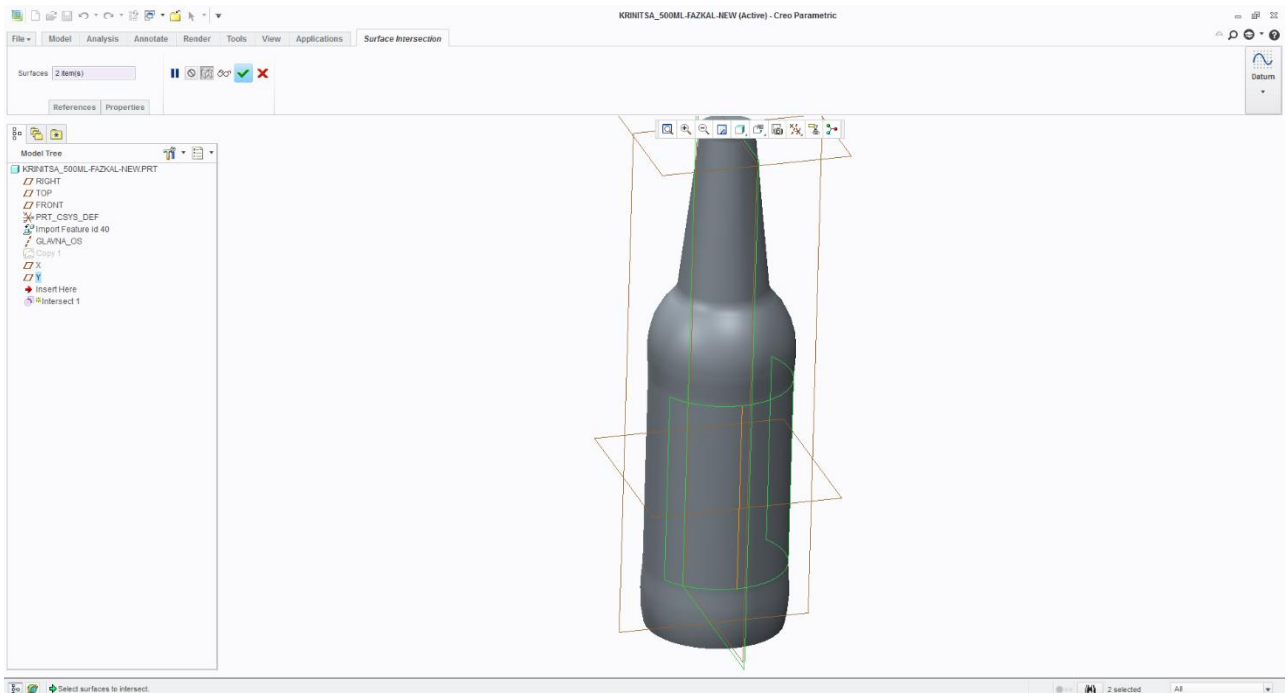 KRINITSA_500ML-FAZKAL-NEW (Active) - Creo Parametric
File Model Analysis Annotate Render Tools View Applications Surface Intersection
Surfaces 2 item(s)
References Properties
Datum
Model Tree
KRINITSA_500ML-FAZKAL-NEW.PRT
RIGHT
TOP
FRONT
PRT_CSYS_DEF
Import Feature id 40
GLAVNA_OS
Copy 1
X
Y
Insert Here
Intersect 1
Select surfaces to intersect.
2 selected
All